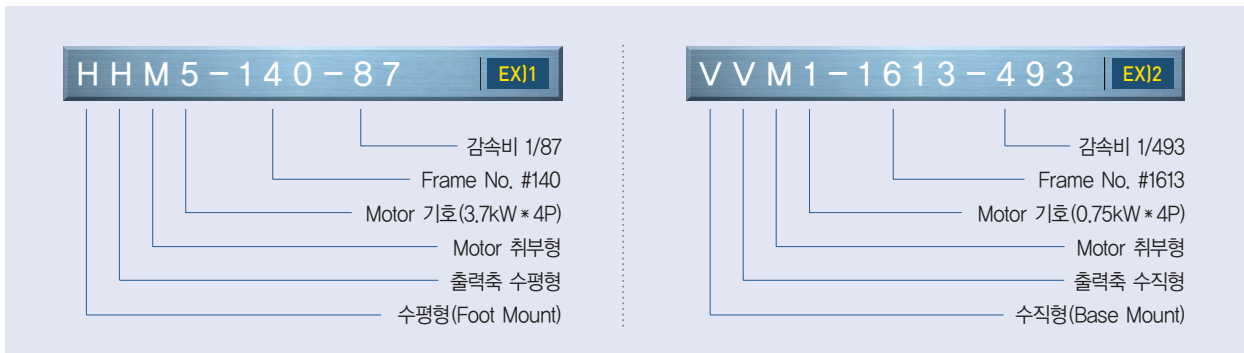 HHM5-140-87 EX)1
감속비 1/87
Frame No. #140
Motor 기호(3.7kW*4P)
Motor 취부형
출력축 수평형
수평형(Foot Mount)
VVM1-1613-493 EX)2
감속비 1/493
Frame No. #1613
Motor 기호(0.75kW*4P)
Motor 취부형
출력축 수직형
수직형(Base Mount)